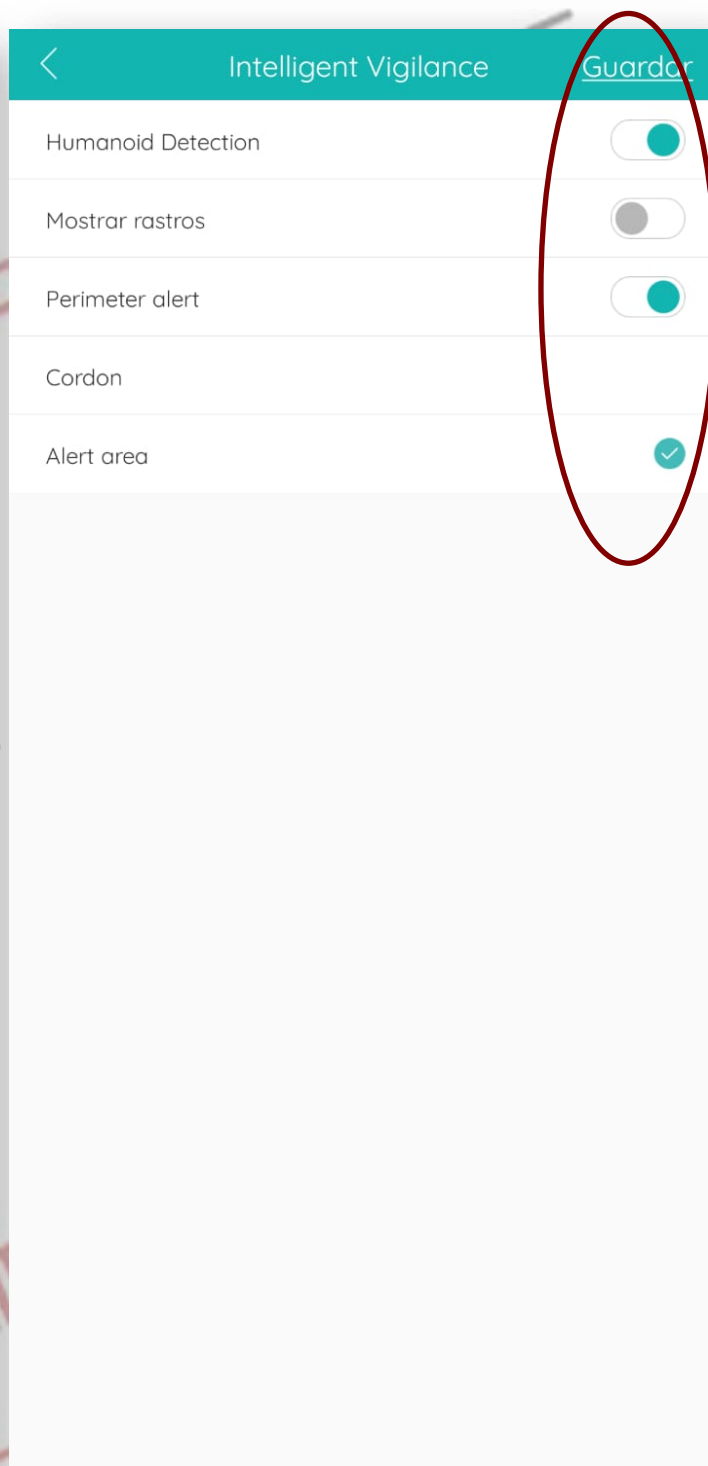 Intelligent Vigilance Guardar
Humanoid Detection
Mostrar rastros
Perimeter alert
Cordon
Alert area